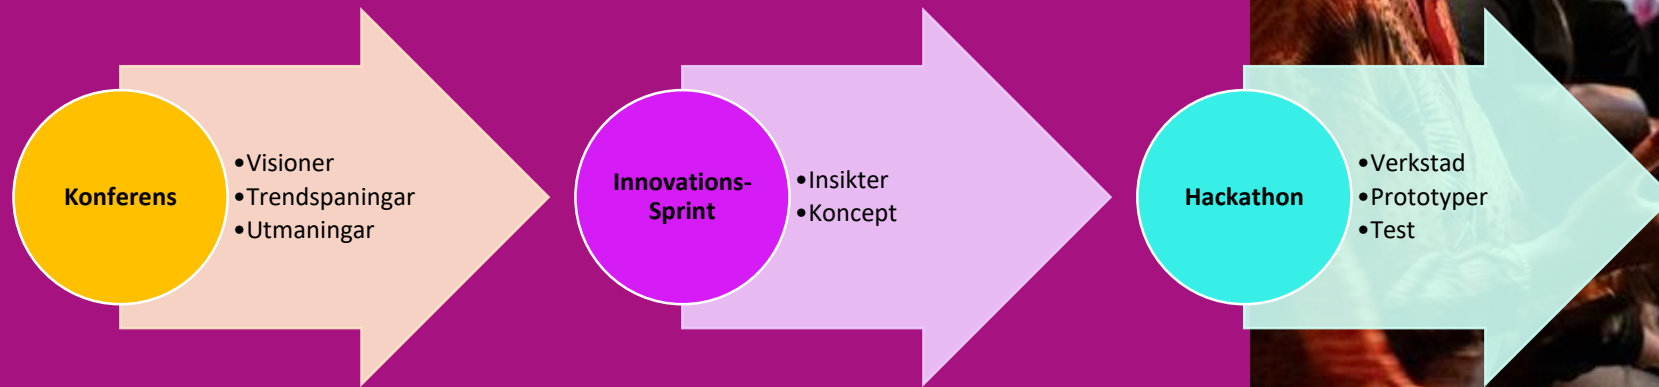 Konferens
•Visioner
•Trendspaningar
•Utmaningar
Innovations-
Sprint
•Insikter
•Koncept
Hackathon
•Verkstad
•Prototyper
•Test